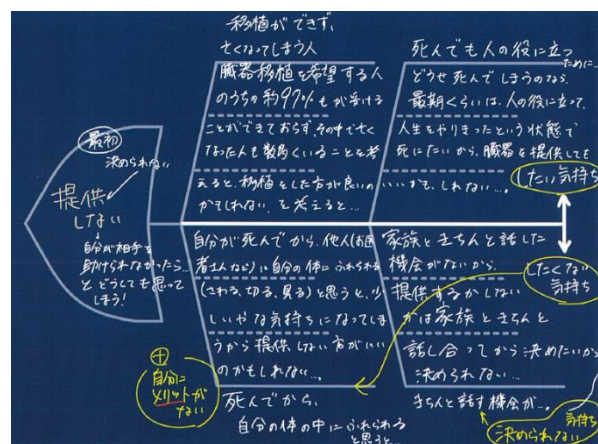 移植ができず、
亡くなってしまう人
臓器移植を希望する人
のうちの約97%もが受ける
ことができておらず、その中で亡く
なった人も数多くいることを考
えると、移植をした方が良いの
かもしれない。を考えると…
死んでも人の役に立つ
ために…
どうせ死んでしまうのなら、
最期くらいは、人の役に立って、
人生をやりきったという状態で
死にたいから、臓器を提供しても
いいかも、しれない…。
したい気持ち
最初
決められない
提供
しない
自分が相手を
助けられなかったら…
とどうしても思って
しまう!
自分が死んでから、他人(お医
者さんなど)に自分の体にふれられる
(さわる、切る、見る)と思うと、少
しいやな気持ちになってしま
うから提供しない方がいい
のかもしれない…。
死んでから、
自分の体の中にふれられる
と思うと…
家族ときちんと話した
機会がないから、
提供するかしない
かは家族ときちんと
話し合ってから決めたいから
決められない…
きちんと話す機会が…。
したくない
気持ち
決められない
気持ち
+
自分に
メリットが
ない